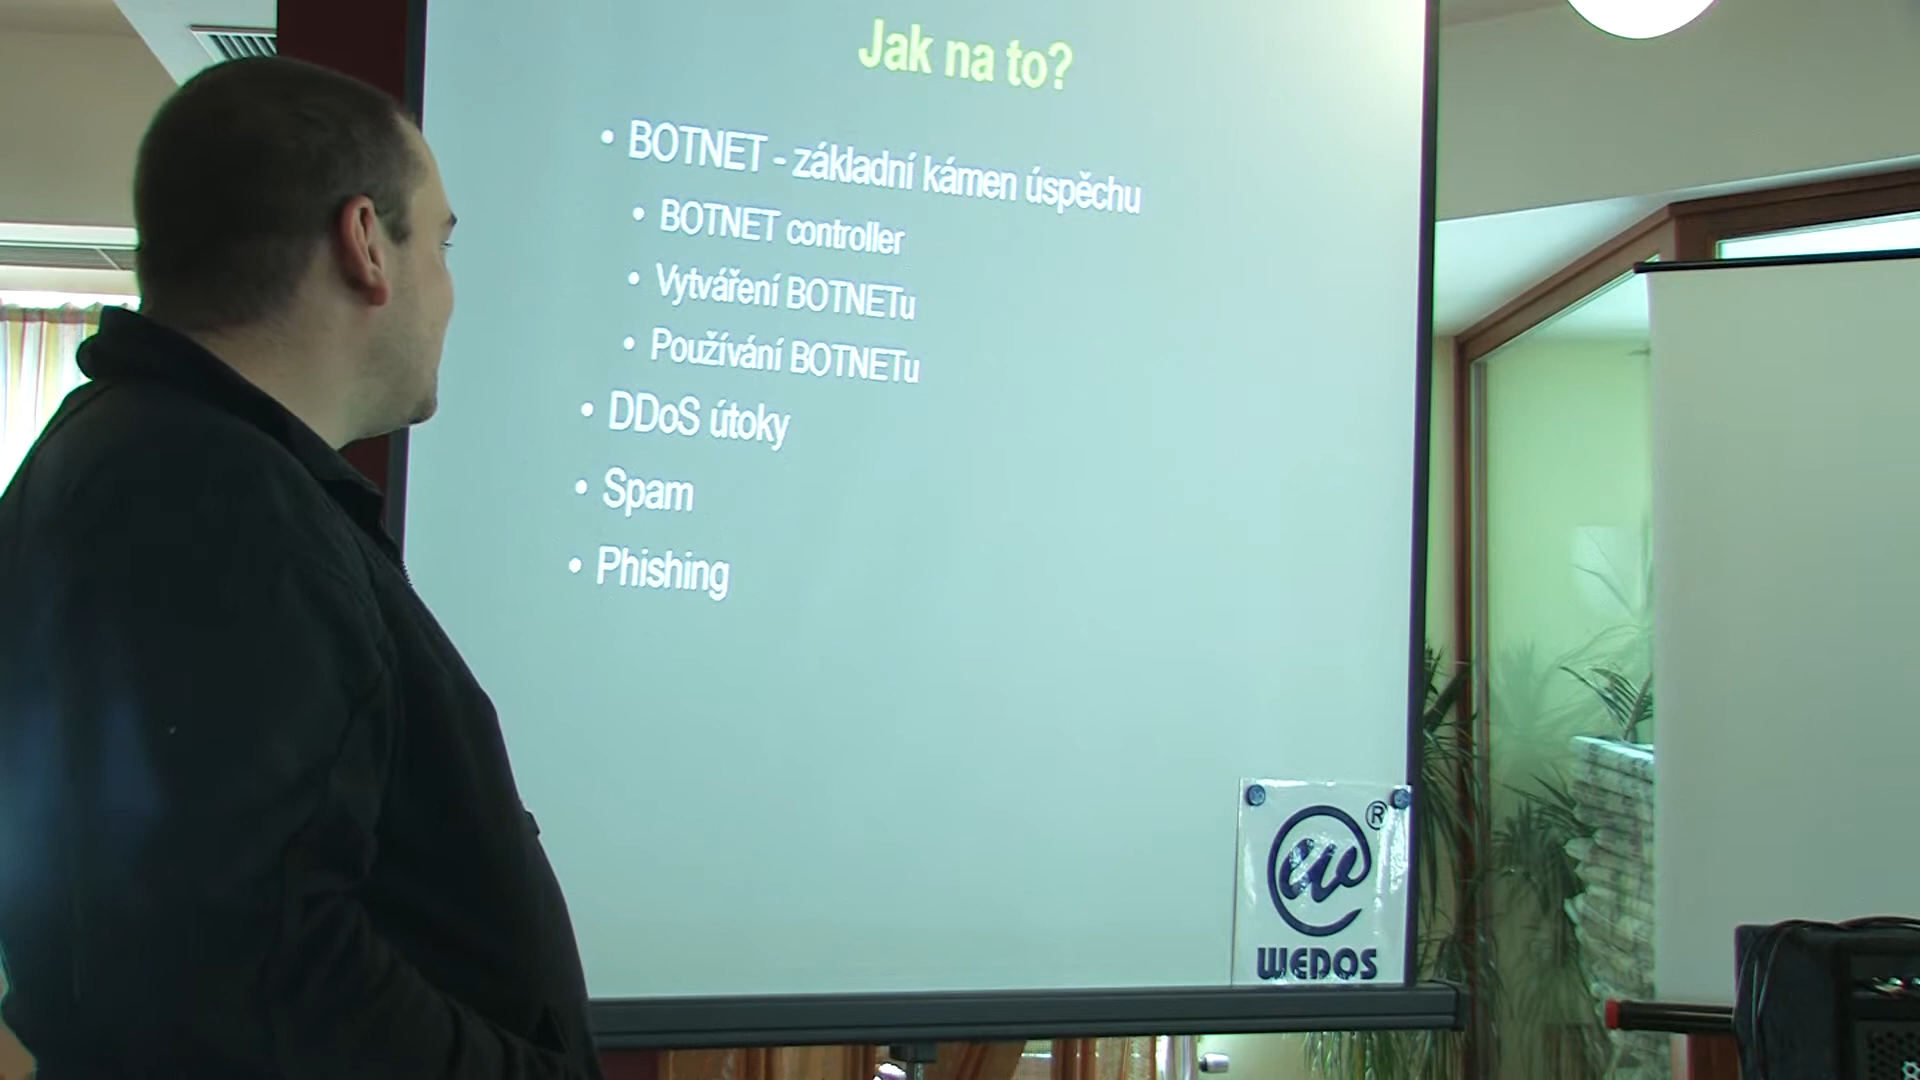 Jak na to?
• BOTNET - základní kámen úspěchu
• BOTNET controller
• Vytváření BOTNETu
• Používání BOTNETu
• DDoS útoky
• Spam
• Phishing
w ®
WEDOS